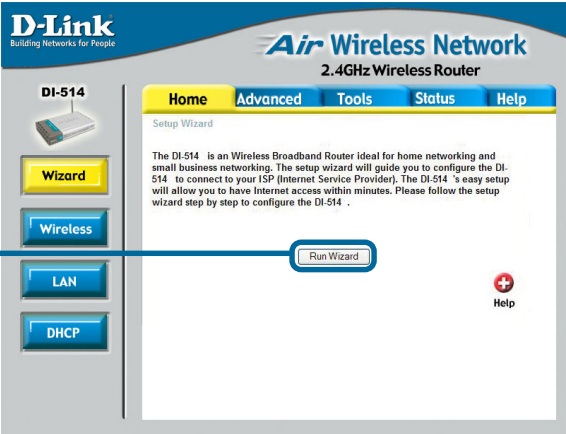 D-Link
Building Networks for People
Air Wireless Network
2.4GHz Wireless Router
DI-514
Home Advanced Tools Status Help
Setup Wizard
The DI-514 is an Wireless Broadband Router ideal for home networking and
small business networking. The setup wizard will guide you to configure the DI-
514 to connect to your ISP (Internet Service Provider). The DI-514 's easy setup
will allow you to have Internet access within minutes. Please follow the setup
wizard step by step to configure the DI-514 .
Wizard
Wireless
Run Wizard
LAN
Help
DHCP